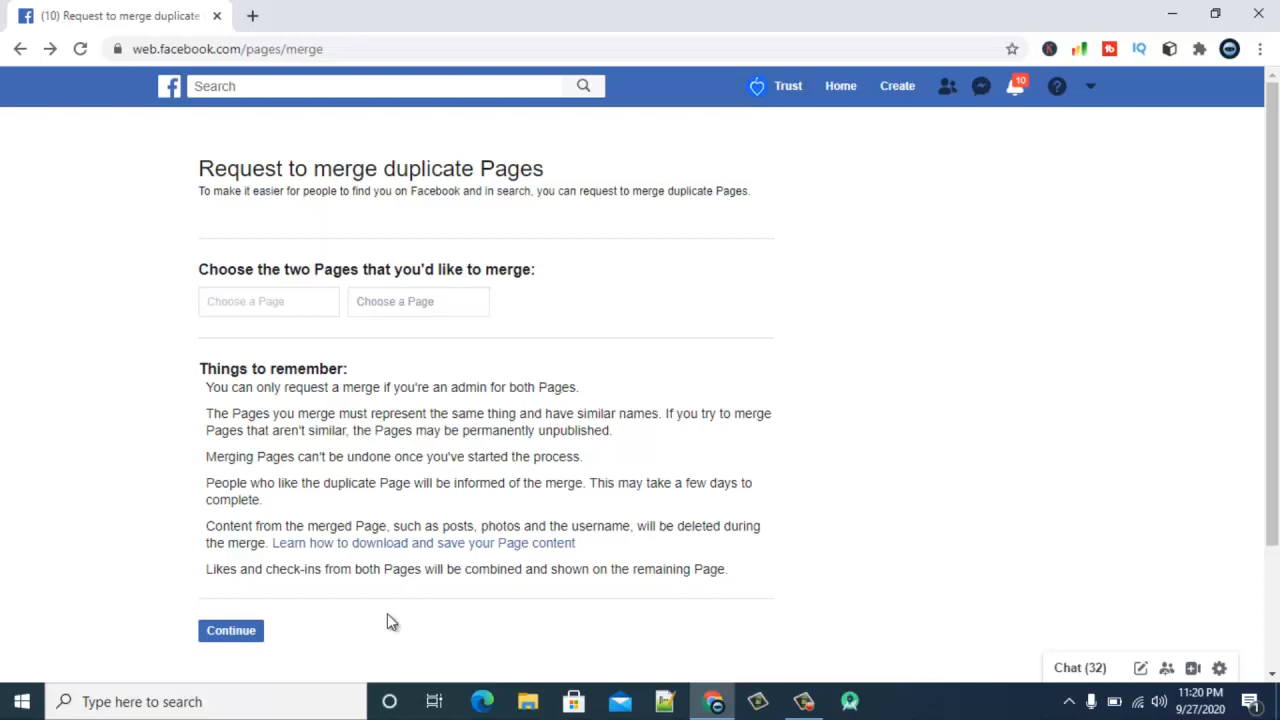 (10) Request to merge duplicate
web.facebook.com/pages/merge
Search
Trust
Home
Create
10
Request to merge duplicate Pages
To make it easier for people to find you on Facebook and in search, you can request to merge duplicate Pages.
Choose the two Pages that you'd like to merge:
Choose a Page
Choose a Page
Things to remember:
You can only request a merge if you're an admin for both Pages.
The Pages you merge must represent the same thing and have similar names. If you try to merge
Pages that aren't similar, the Pages may be permanently unpublished.
Merging Pages can't be undone once you've started the process.
People who like the duplicate Page will be informed of the merge. This may take a few days to
complete.
Content from the merged Page, such as posts, photos and the username, will be deleted during
the merge. Learn how to download and save your Page content
Likes and check-ins from both Pages will be combined and shown on the remaining Page.
Continue
Chat (32)
Type here to search
11:20 PM
9/27/2020